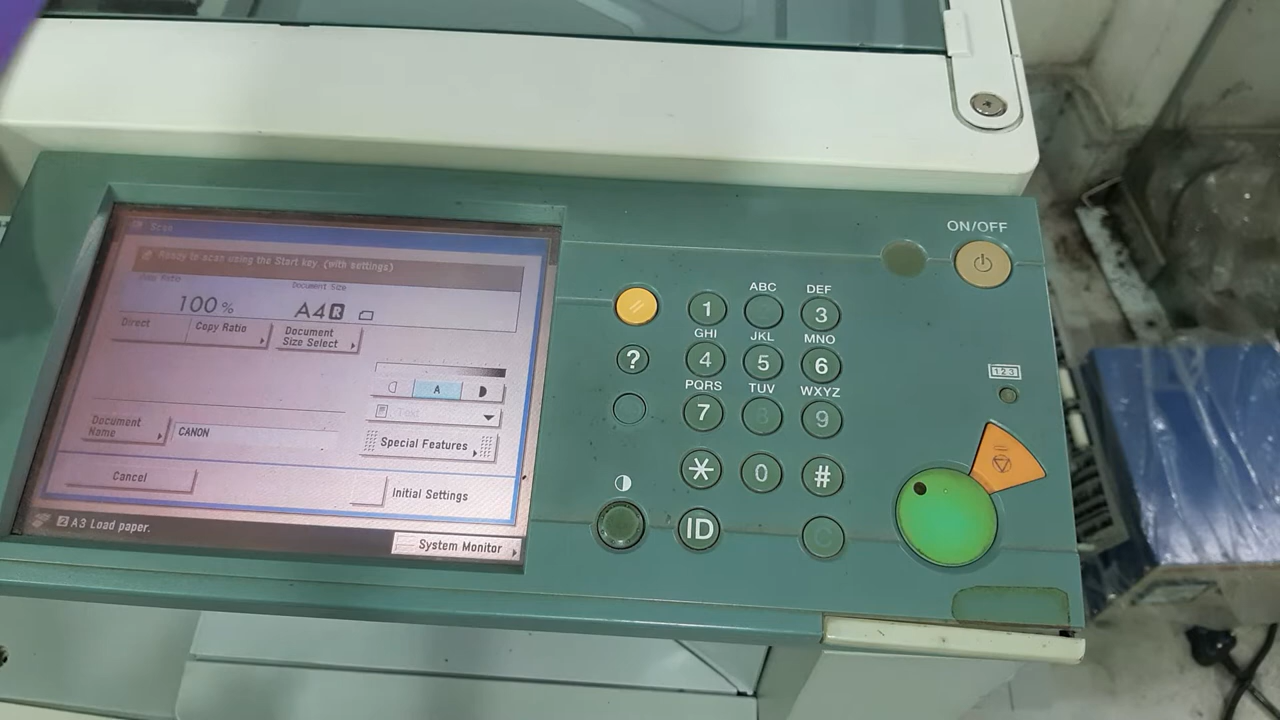 Scan
Ready to scan using the Start key. (with settings)
Copy Ratio
Document Size
100 %
A4 R
Direct
Copy Ratio
Document
Size Select
A
Text
Document
Name
CANON
Special Features
Cancel
Initial Settings
2 A3 Load paper.
System Monitor
ON/OFF
ABC
DEF
1
3
GHI
JKL
MNO
?
4
5
6
PQRS
TUV
WXYZ
7
8
9
*
0
#
ID
C
123